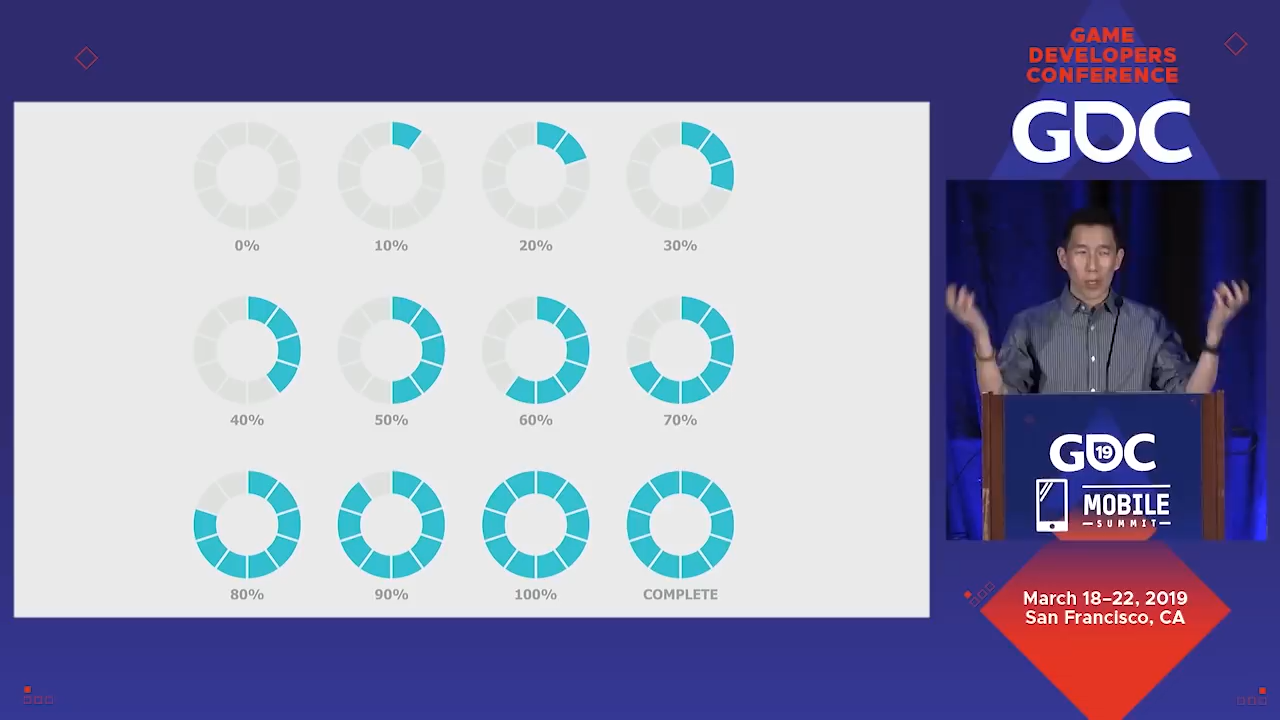 GAME
DEVELOPERS
CONFERENCE
GDC
0%
10%
20%
30%
40%
50%
60%
70%
80%
90%
100%
COMPLETE
GDC
19
MOBILE
SUMMIT
March 18–22, 2019
San Francisco, CA